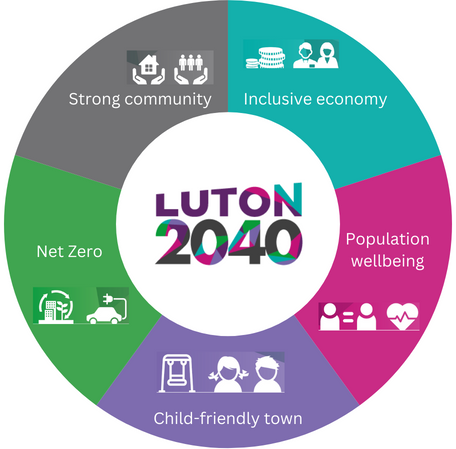 Strong community
Inclusive economy
LUTON
2040
Population
wellbeing
Net Zero
Child-friendly town